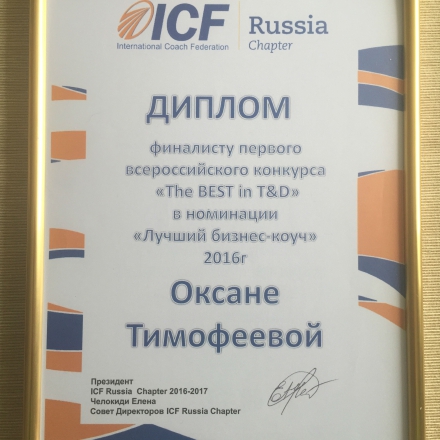 ICF
International Coach Federation
Russia
Chapter
ДИПЛОМ
финалисту первого
всероссийского конкурса
«The BEST in T&D»
в номинации
«Лучший бизнес-коуч»
2016г
Оксане
Тимофеевой
Президент
ICF Russia Chapter 2016-2017
Челокиди Елена
Совет Директоров ICF Russia Chapter